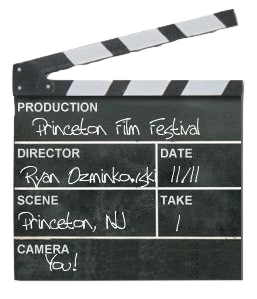 PRODUCTION
Princeton Film Festival
DIRECTOR DATE
Ryan Ozminkowski 11/11
SCENE TAKE
Princeton, NJ 1
CAMERA
You!